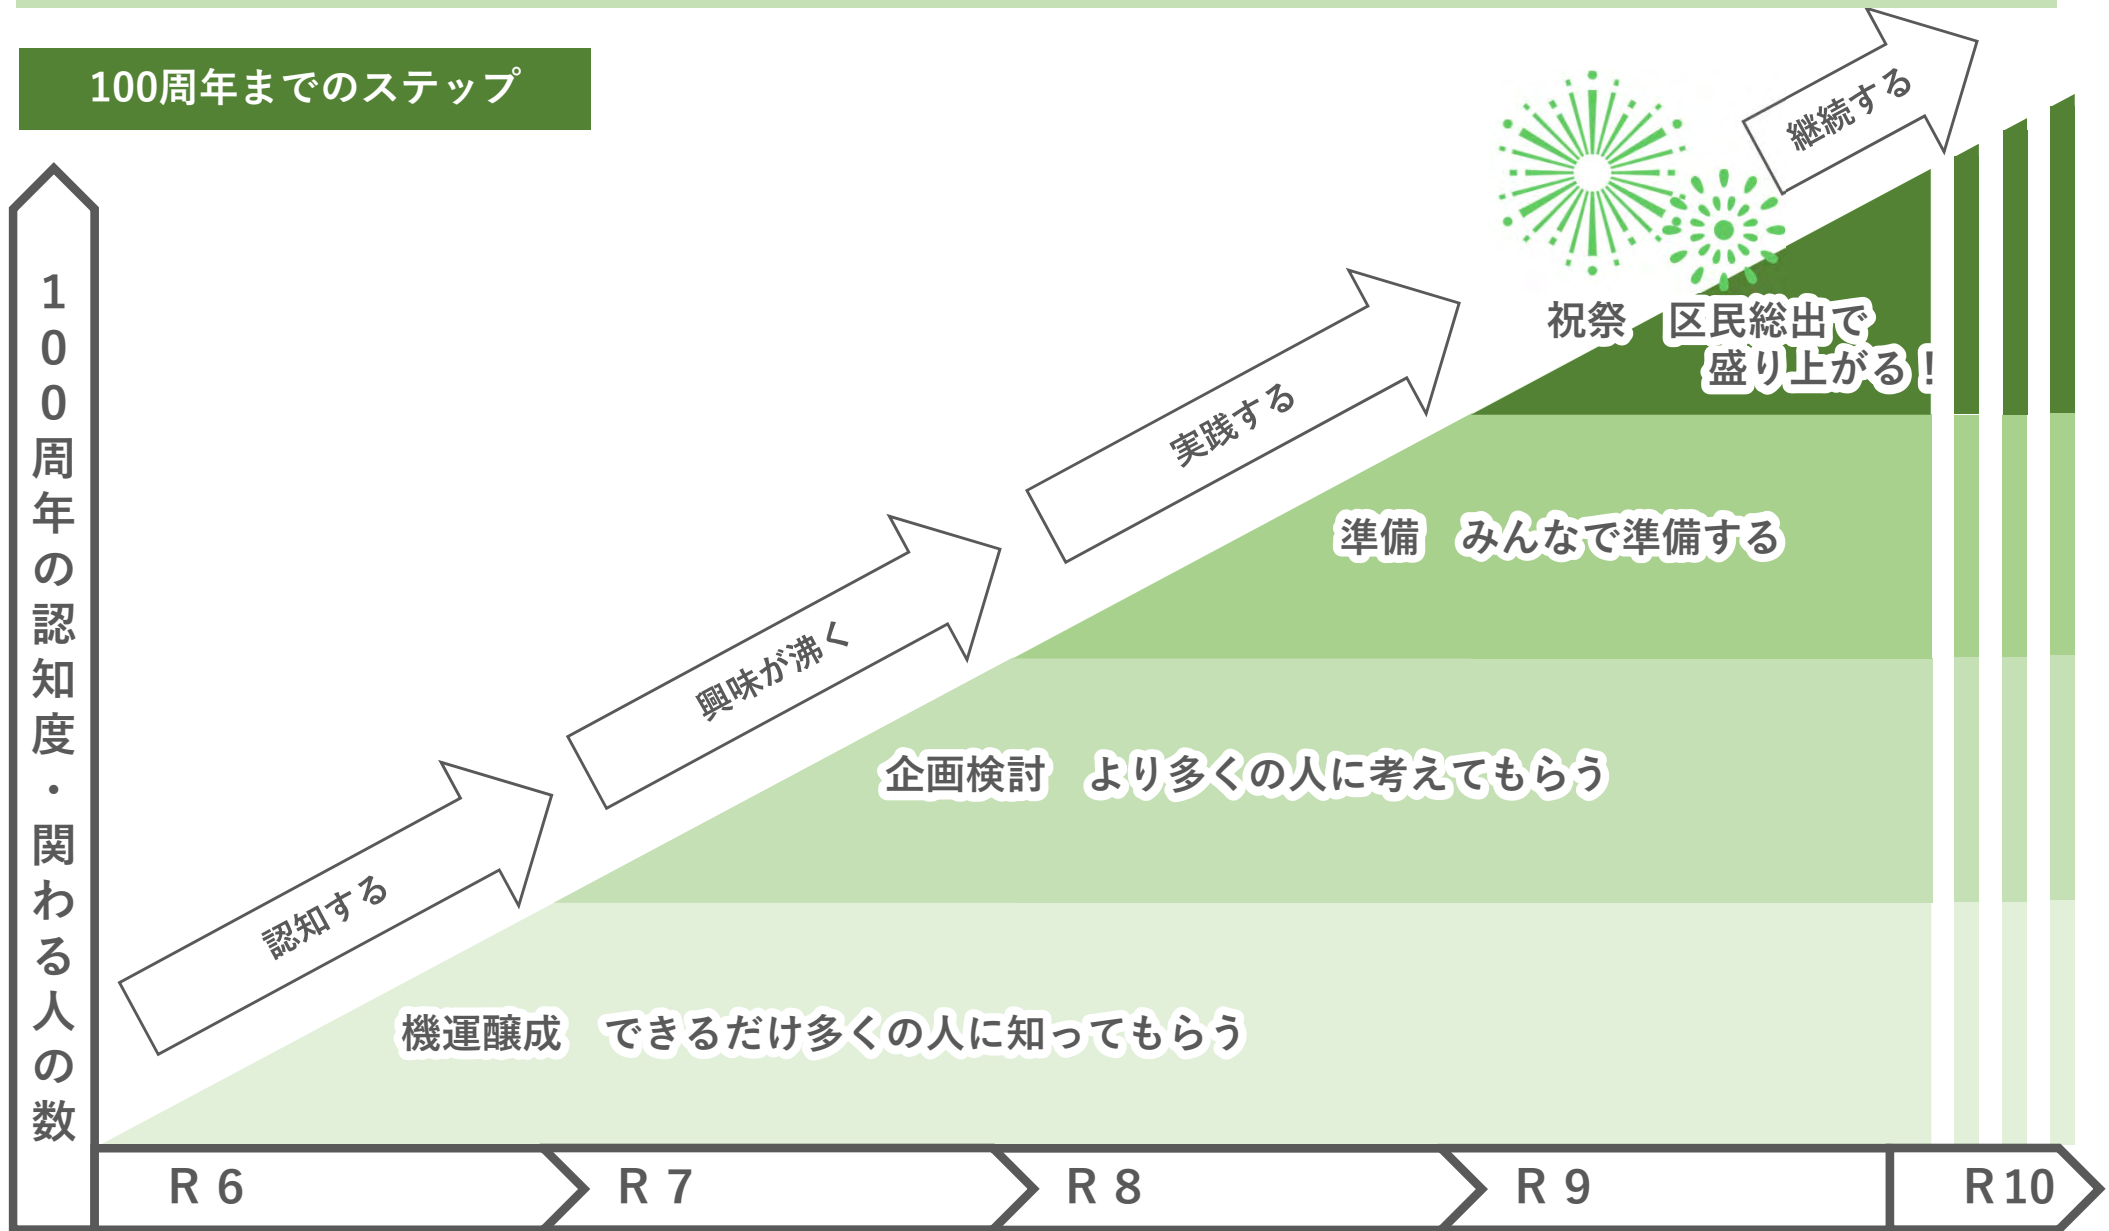 100周年までのステップ
継続する
祝祭　区民総出で
盛り上がる！
実践する
準備　みんなで準備する
興味が沸く
企画検討　より多くの人に考えてもらう
認知する
機運醸成　できるだけ多くの人に知ってもらう
100周年の認知度・関わる人の数
R 6
R 7
R 8
R 9
R10